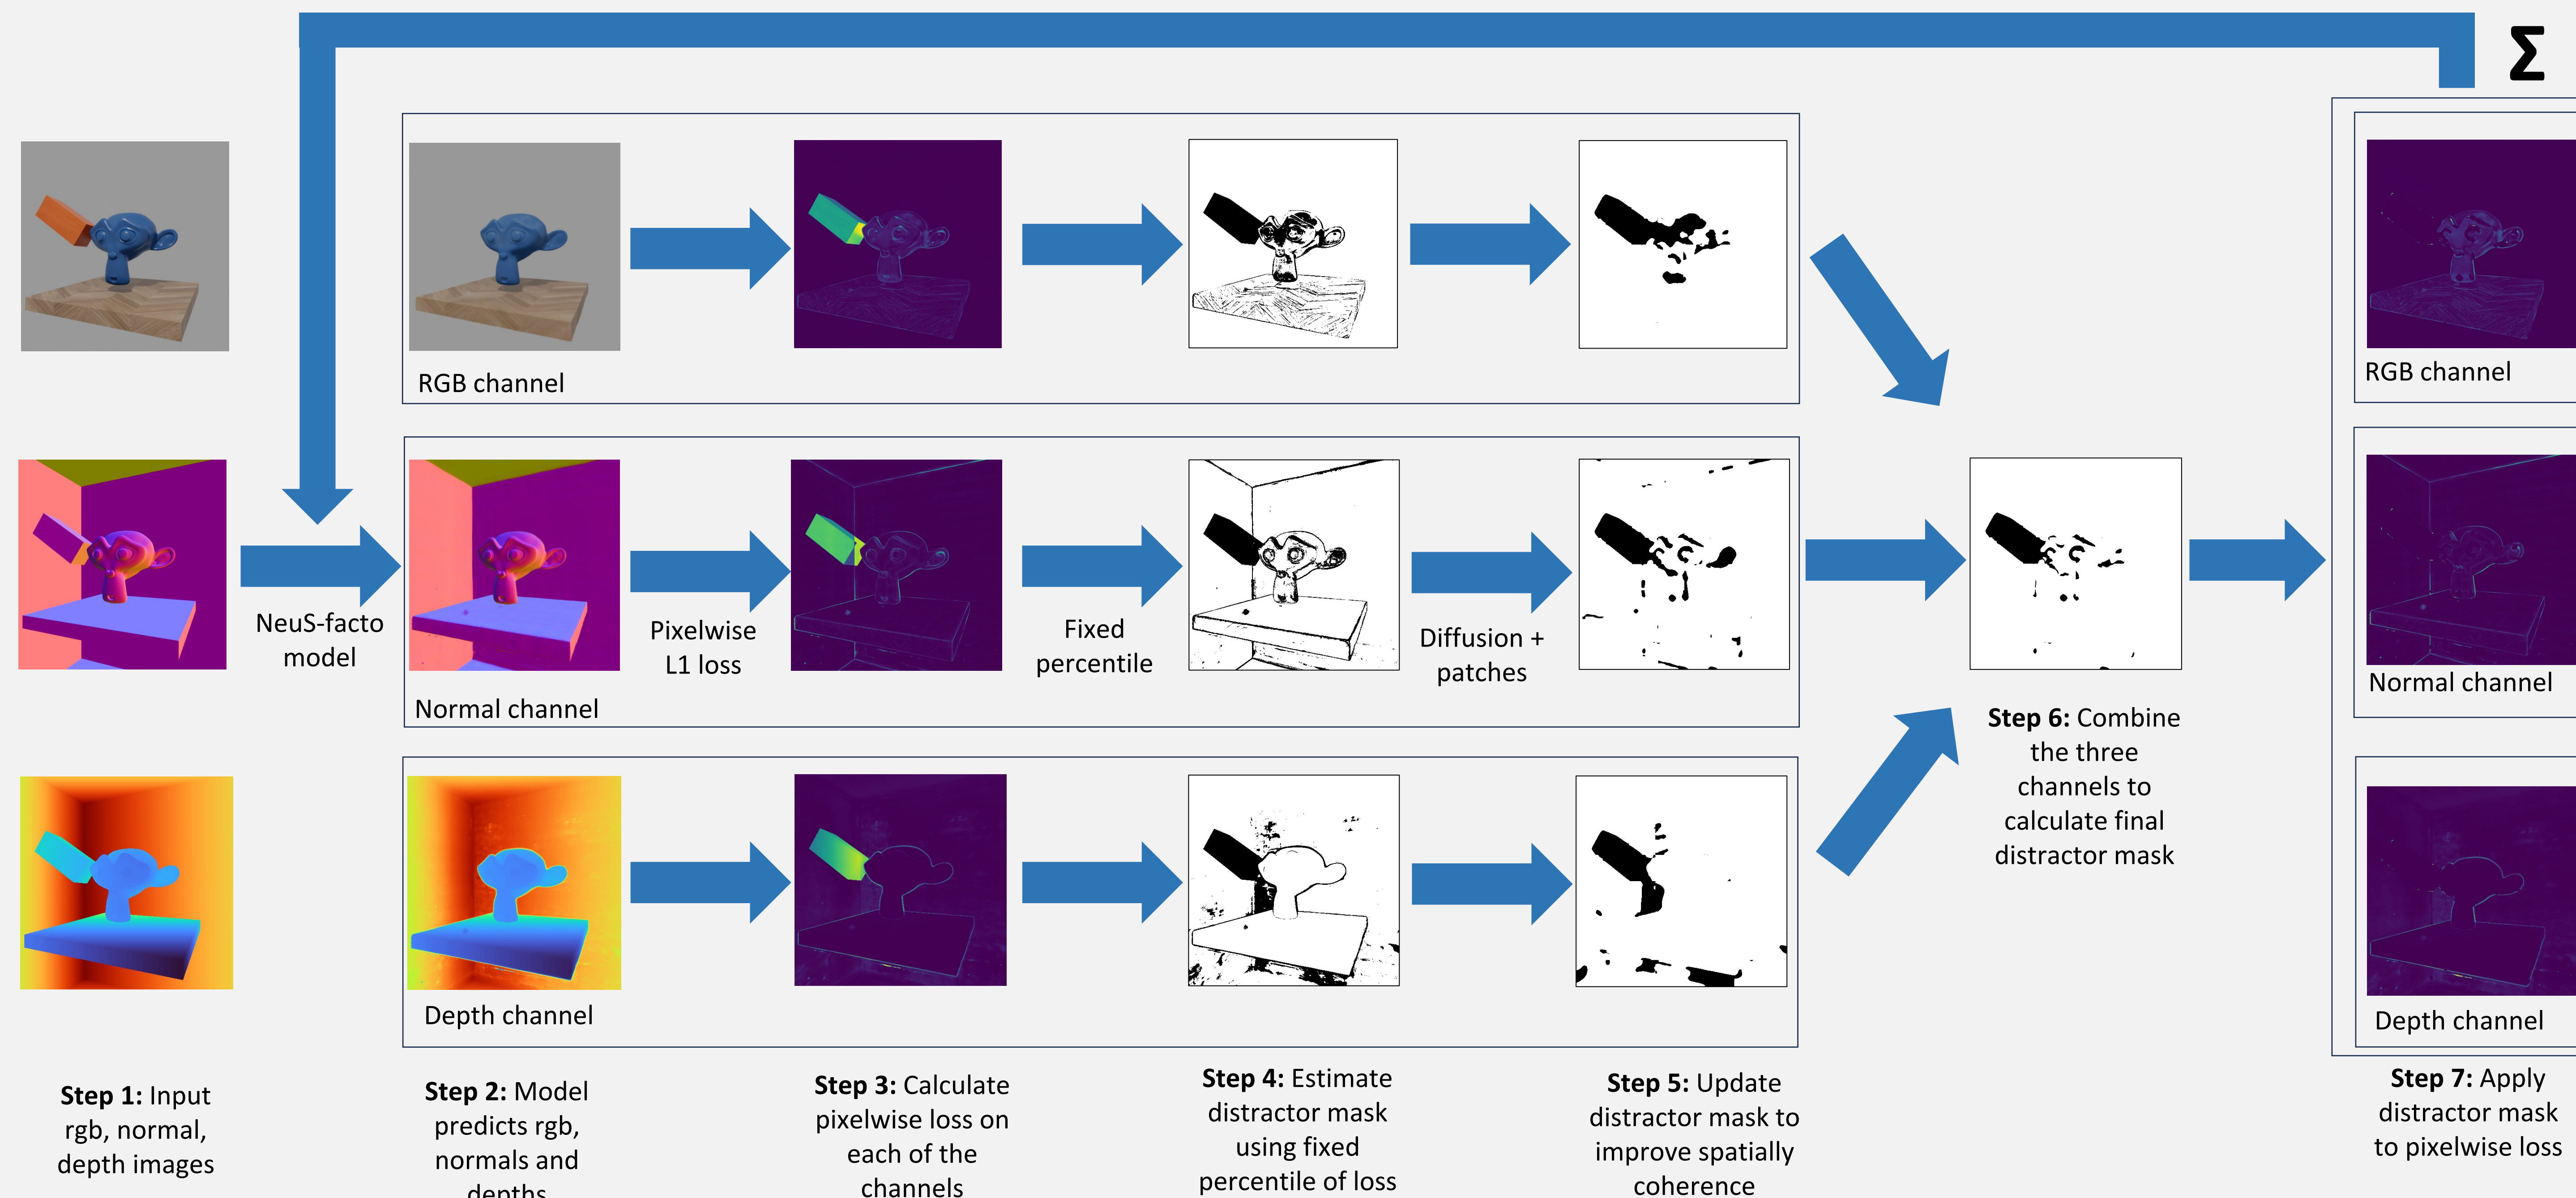 Σ
RGB channel
RGB channel
NeuS-facto
model
Pixelwise
L1 loss
Fixed
percentile
Diffusion +
patches
Normal channel
Normal channel
Step 6: Combine
the three
channels to
calculate final
distractor mask
Depth channel
Depth channel
Step 1: Input
rgb, normal,
depth images
Step 2: Model
predicts rgb,
normals and
depths
Step 3: Calculate
pixelwise loss on
each of the
channels
Step 4: Estimate
distractor mask
using fixed
percentile of loss
Step 5: Update
distractor mask to
improve spatially
coherence
Step 7: Apply
distractor mask
to pixelwise loss